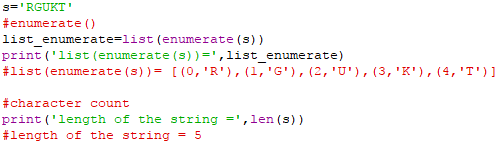 s='RGUKT'
#enumerate()
list_enumerate=list(enumerate(s))
print('list(enumerate(s))=',list_enumerate)
#list(enumerate(s))= [(0,'R'),(1,'G'),(2,'U'),(3,'K'),(4,'T')]
#character count
print('length of the string =',len(s))
#length of the string = 5